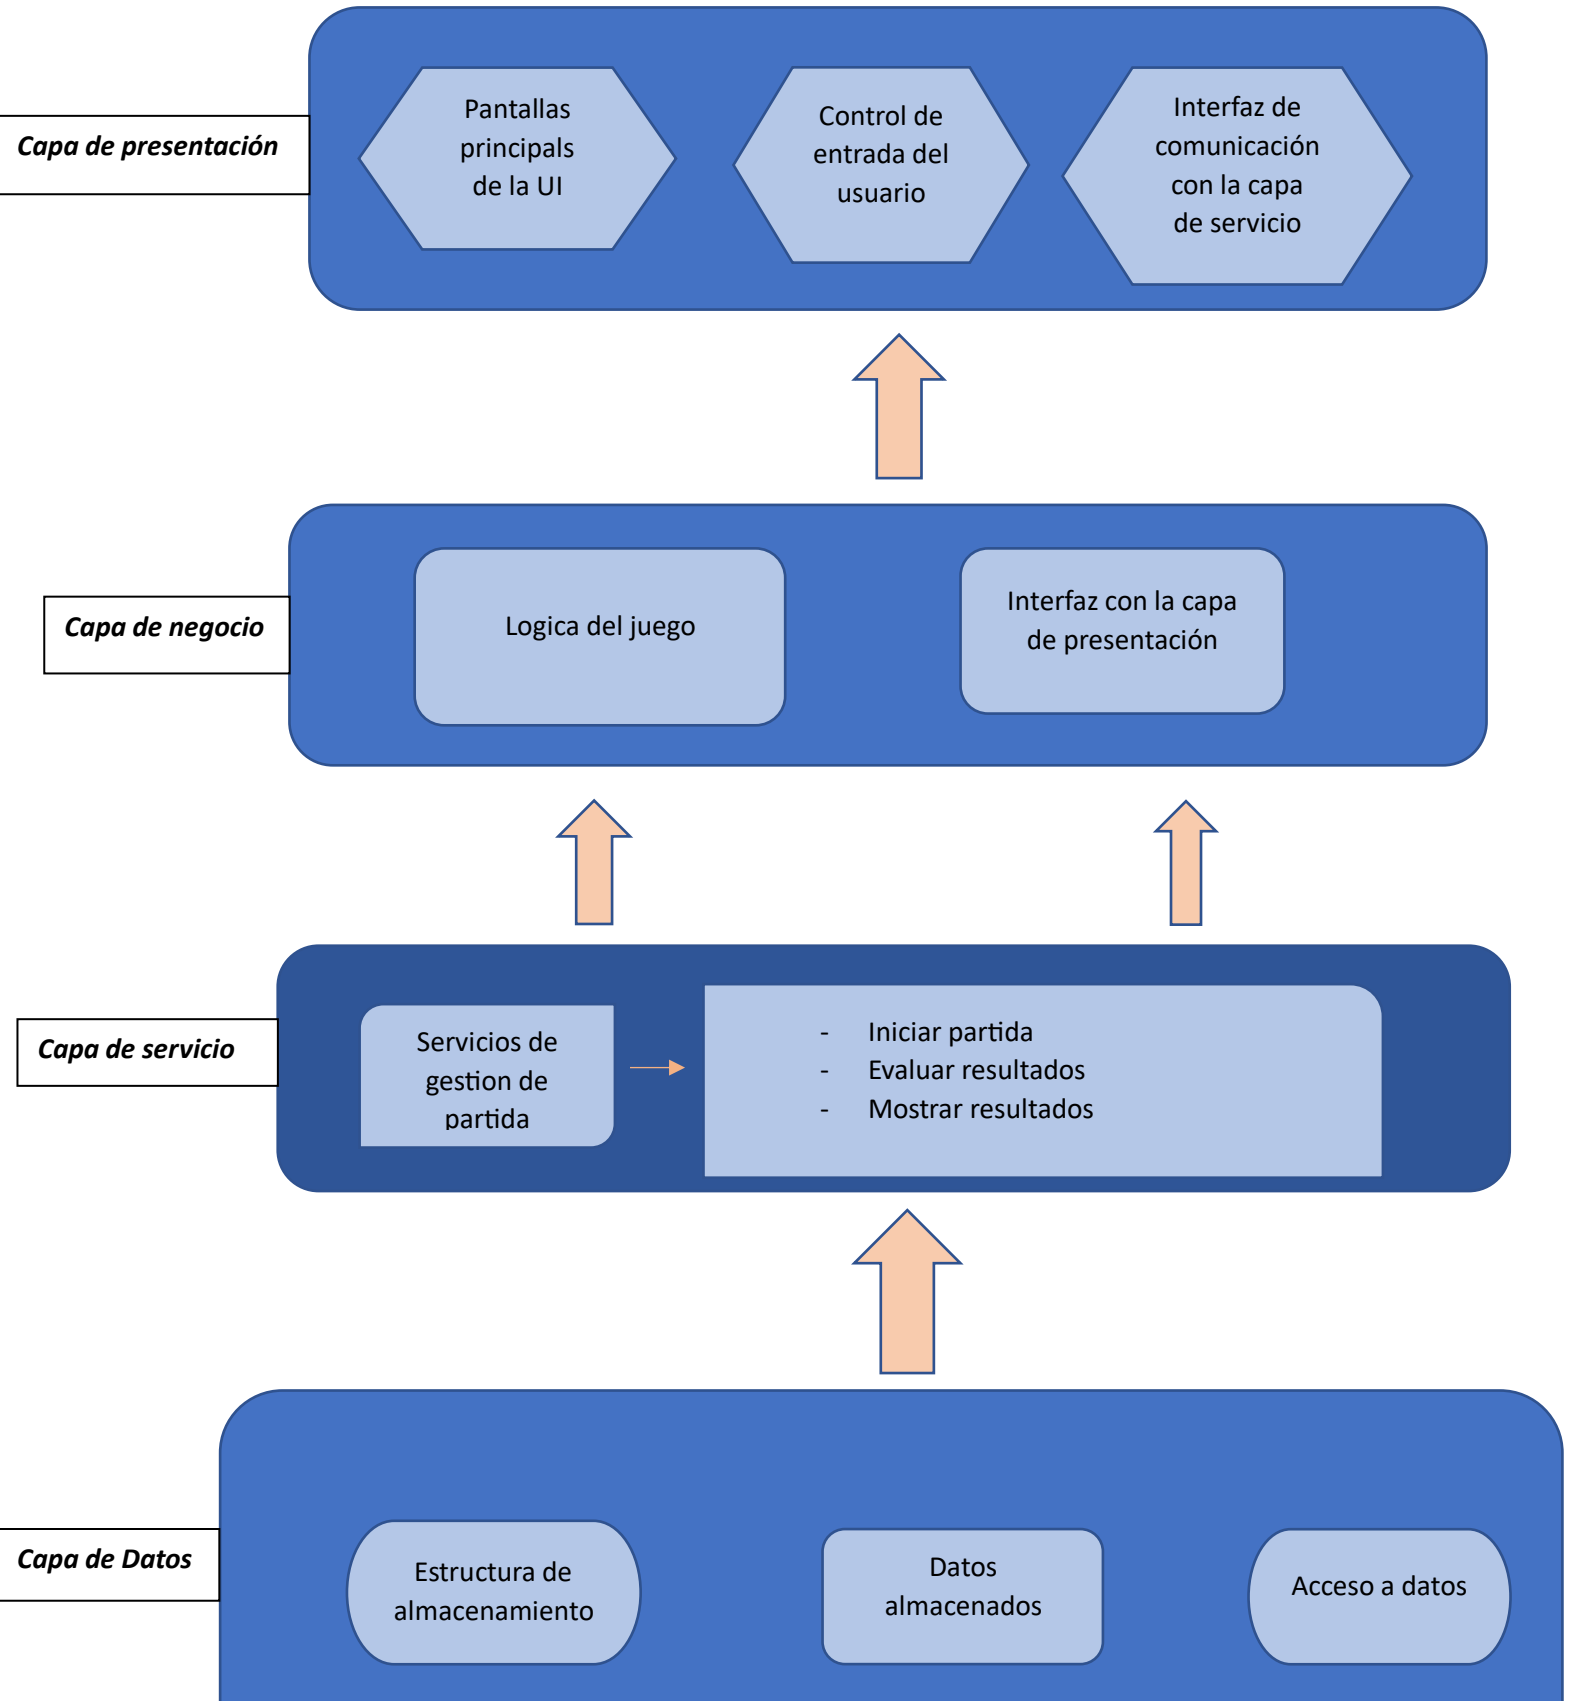 Capa de presentación
Pantallas
principals
de la UI
Control de
entrada del
usuario
Interfaz de
comunicación
con la capa
de servicio
Capa de negocio
Logica del juego
Interfaz con la capa
de presentación
Capa de servicio
Servicios de
gestion de
partida
- Iniciar partida
- Evaluar resultados
- Mostrar resultados
Capa de Datos
Estructura de
almacenamiento
Datos
almacenados
Acceso a datos